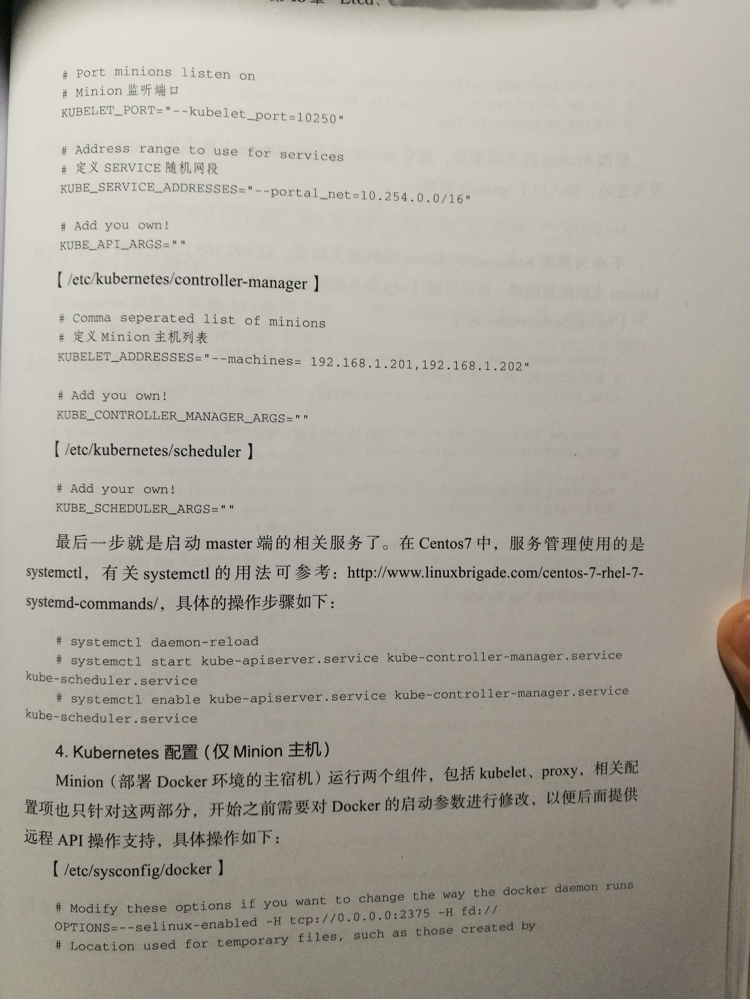 # Port minions listen on
# Minion 监听端口
KUBELET_PORT="--kubelet_port=10250"
# Address range to use for services
# 定义 SERVICE 随机网段
KUBE_SERVICE_ADDRESSES="--portal_net=10.254.0.0/16"
# Add you own!
KUBE_API_ARGS=""
【 /etc/kubernetes/controller-manager 】
# Comma seperated list of minions
# 定义 Minion 主机列表
KUBELET_ADDRESSES="--machines= 192.168.1.201,192.168.1.202"
# Add you own!
KUBE_CONTROLLER_MANAGER_ARGS=""
【 /etc/kubernetes/scheduler 】
# Add your own!
KUBE_SCHEDULER_ARGS=""
最后一步就是启动 master 端的相关服务了。在 Centos7 中，服务管理使用的是
systemctl，有关 systemctl 的用法可参考：http://www.linuxbrigade.com/centos-7-rhel-7-
systemd-commands/，具体的操作步骤如下：
# systemctl daemon-reload
# systemctl start kube-apiserver.service kube-controller-manager.service
kube-scheduler.service
# systemctl enable kube-apiserver.service kube-controller-manager.service
kube-scheduler.service
4. Kubernetes 配置（仅 Minion 主机）
Minion（部署 Docker 环境的主宿机）运行两个组件，包括 kubelet、proxy，相关配
置项也只针对这两部分，开始之前需要对 Docker 的启动参数进行修改，以便后面提供
远程 API 操作支持，具体操作如下：
【 /etc/sysconfig/docker 】
# Modify these options if you want to change the way the docker daemon runs
OPTIONS=--selinux-enabled -H tcp://0.0.0.0:2375 -H fd://
# Location used for temporary files, such as those created by